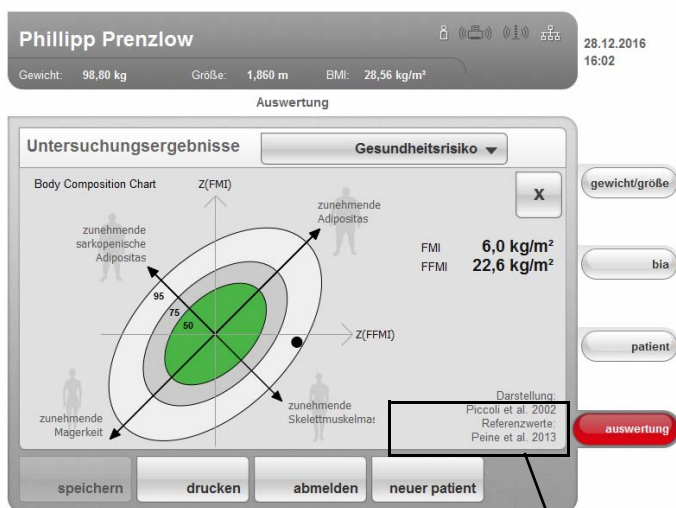 Phillipp Prenzlow
28.12.2016
16:02
Gewicht: 98,80 kg Größe: 1,860 m BMI: 28,56 kg/m²
Auswertung
Untersuchungsergebnisse
Gesundheitsrisiko
Body Composition Chart
Z(FMI)
X
zunehmende
Adipositas
zunehmende
sarkopenische
Adipositas
FMI 6,0 kg/m²
FFMI 22,6 kg/m²
95
75
50
Z(FFMI)
zunehmende
Magerkeit
zunehmende
Skelettmuskelmas
Darstellung:
Piccoli et al. 2002
Referenzwerte:
Peine et al. 2013
gewicht/größe
bia
patient
auswertung
speichern
drucken
abmelden
neuer patient